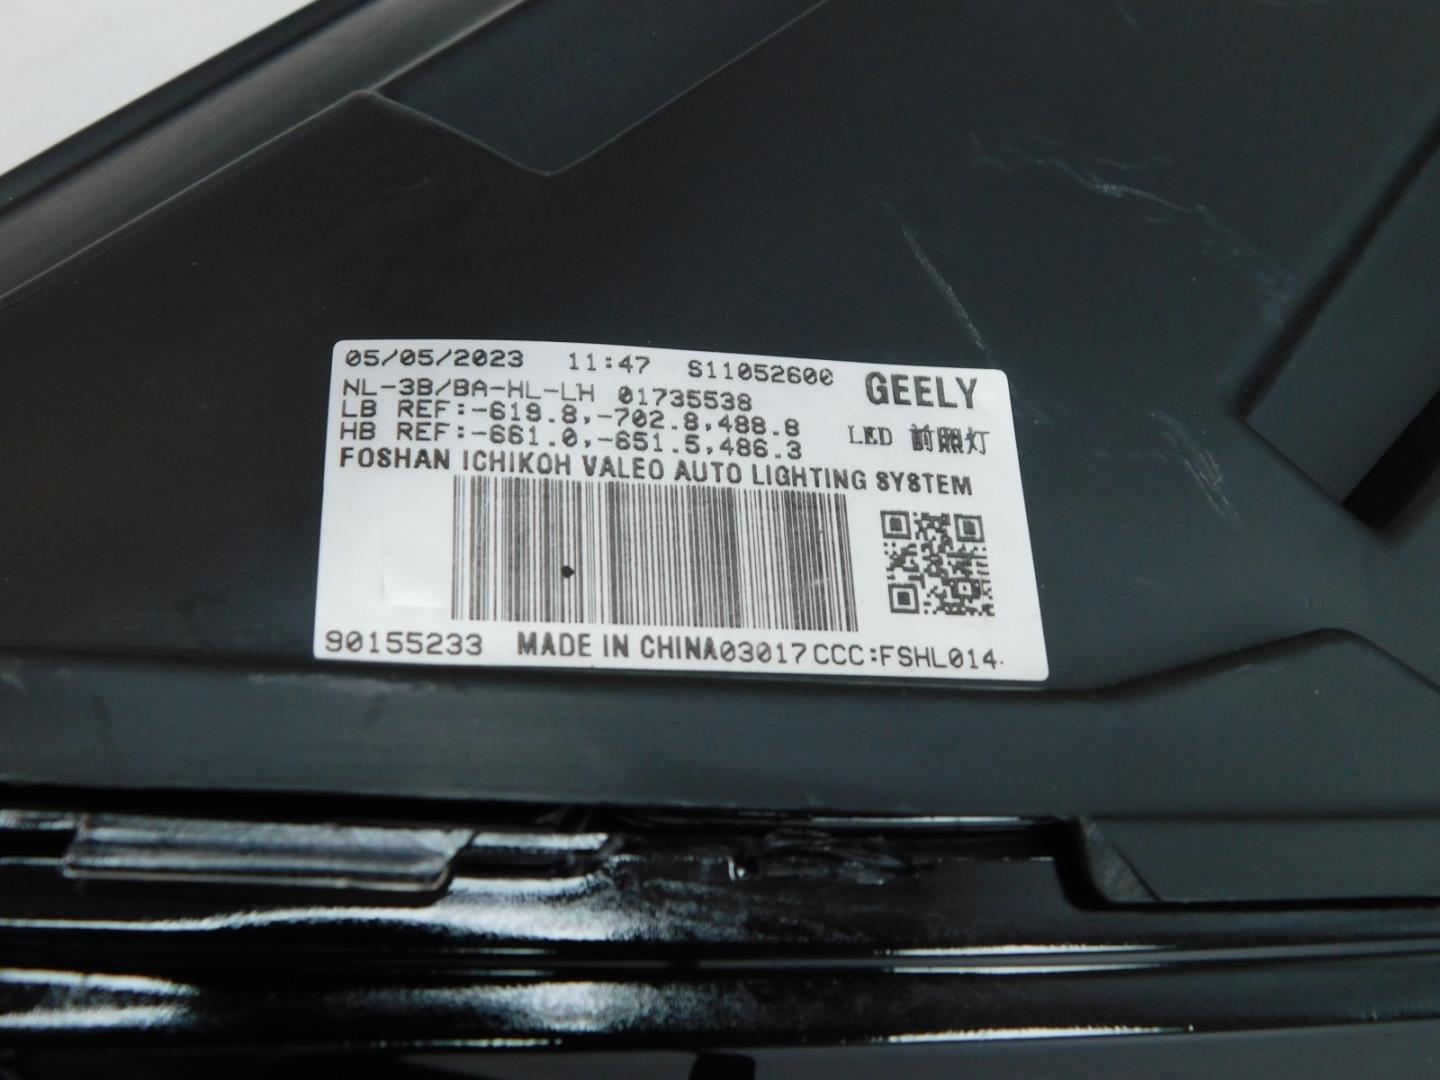 05/05/2023 11:47 S11052600 GEELY
NL-3B/BA-HL-LH 01735538
LB REF:-619.8,-702.8,488.8
HB REF:-661.0,-651.5,486.3 LED 前照灯
FOSHAN ICHIKOH VALEO AUTO LIGHTING SYSTEM
90155233 MADE IN CHINA03017 CCC:FSHL014